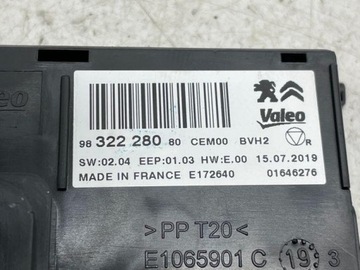 Valeo
98 322 280 80 CEM00 BVH2 R
SW:02.04 EEP:01.03 HW:E.00 15.07.2019
MADE IN FRANCE E172640 01646276
>PP T20<
E1065901 C 19 3